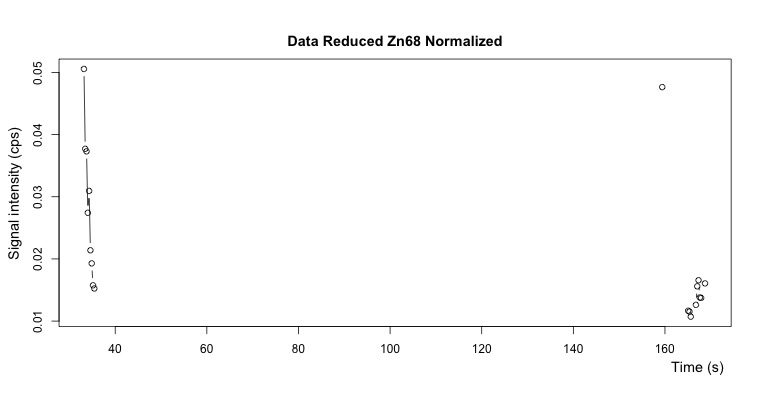 Data Reduced Zn68 Normalized
Signal intensity (cps)
0.05
0.04
0.03
0.02
0.01
40 60 80 100 120 140 160
Time (s)